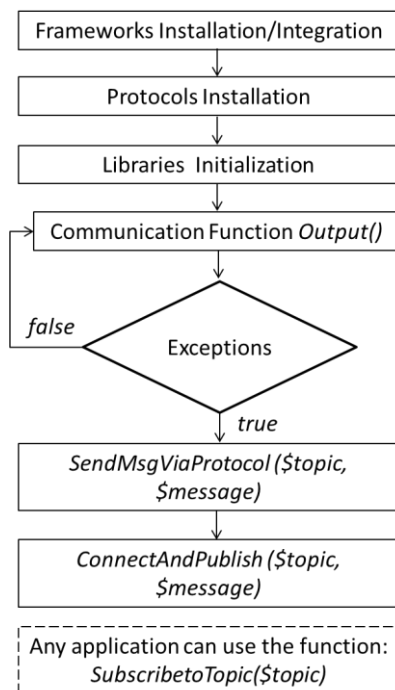 Frameworks Installation/Integration
Protocols Installation
Libraries Initialization
Communication Function Output()
false
Exceptions
true
SendMsgViaProtocol ($topic,
$message)
ConnectAndPublish ($topic,
$message)
Any application can use the function:
SubscribetoTopic($topic)